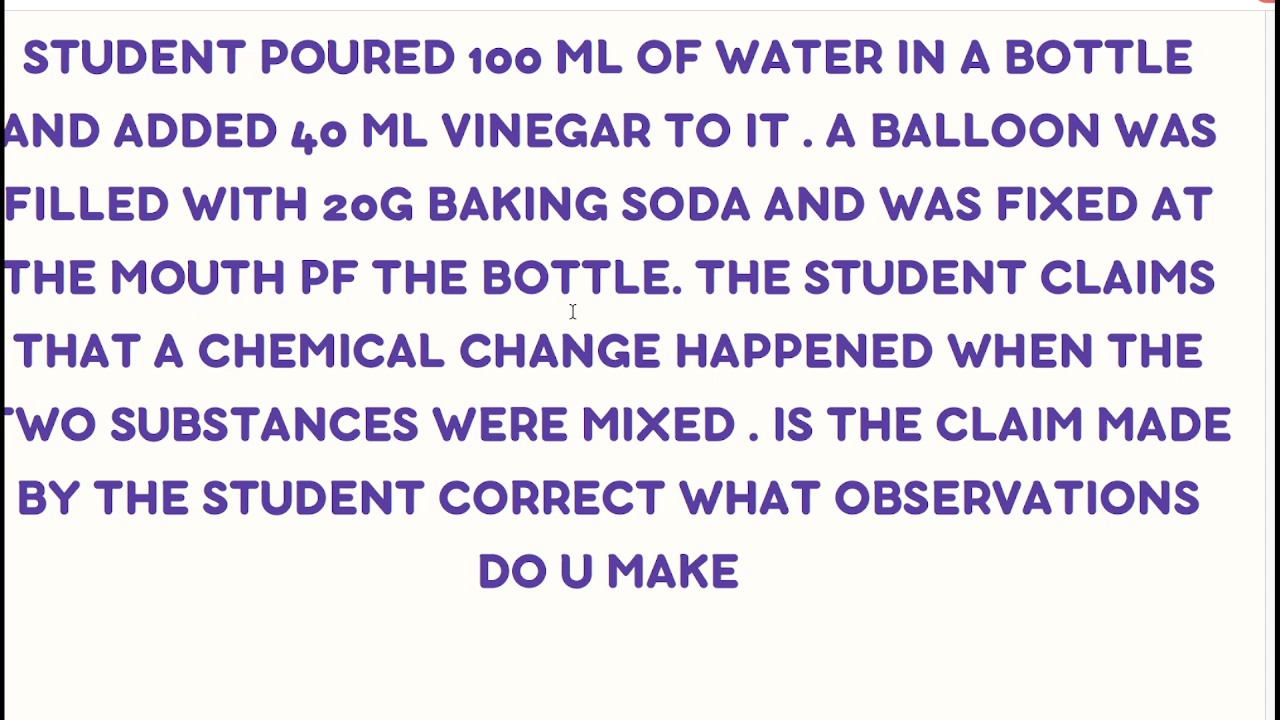 STUDENT POURED 100 ML OF WATER IN A BOTTLE
AND ADDED 40 ML VINEGAR TO IT . A BALLOON WAS
FILLED WITH 20G BAKING SODA AND WAS FIXED AT
THE MOUTH PF THE BOTTLE. THE STUDENT CLAIMS
THAT A CHEMICAL CHANGE HAPPENED WHEN THE
TWO SUBSTANCES WERE MIXED . IS THE CLAIM MADE
BY THE STUDENT CORRECT WHAT OBSERVATIONS
DO U MAKE